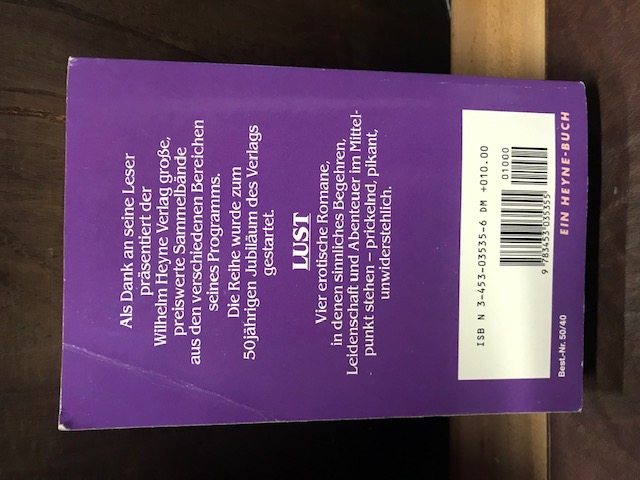 Als Dank an seine Leser
präsentiert der
Wilhelm Heyne Verlag große,
preiswerte Sammelbände
aus den verschiedenen Bereichen
seines Programms.
Die Reihe wurde zum
50jährigen Jubiläum des Verlags
gestartet.
LUST
Vier erotische Romane,
in denen sinnliches Begehren,
Leidenschaft und Abenteuer im Mittel-
punkt stehen – prickelnd, pikant,
unwiderstehlich.
ISB N 3-453-03535-6 DM +010.00
01000
9 783453 035355
Best.-Nr. 50/40
EIN HEYNE-BUCH